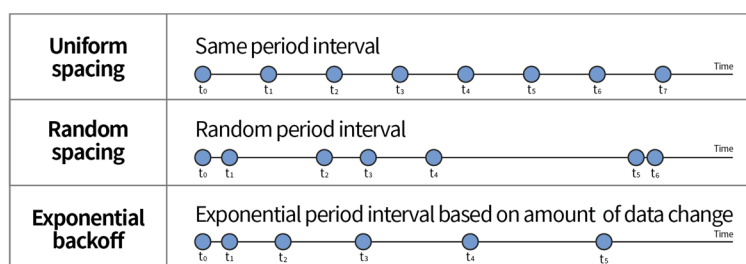 Uniform
spacing
Same period interval
Time
t₀ t₁ t₂ t₃ t₄ t₅ t₆ t₇
Random
spacing
Random period interval
Time
t₀ t₁ t₂ t₃ t₄ t₅ t₆
Exponential
backoff
Exponential period interval based on amount of data change
Time
t₀ t₁ t₂ t₃ t₄ t₅